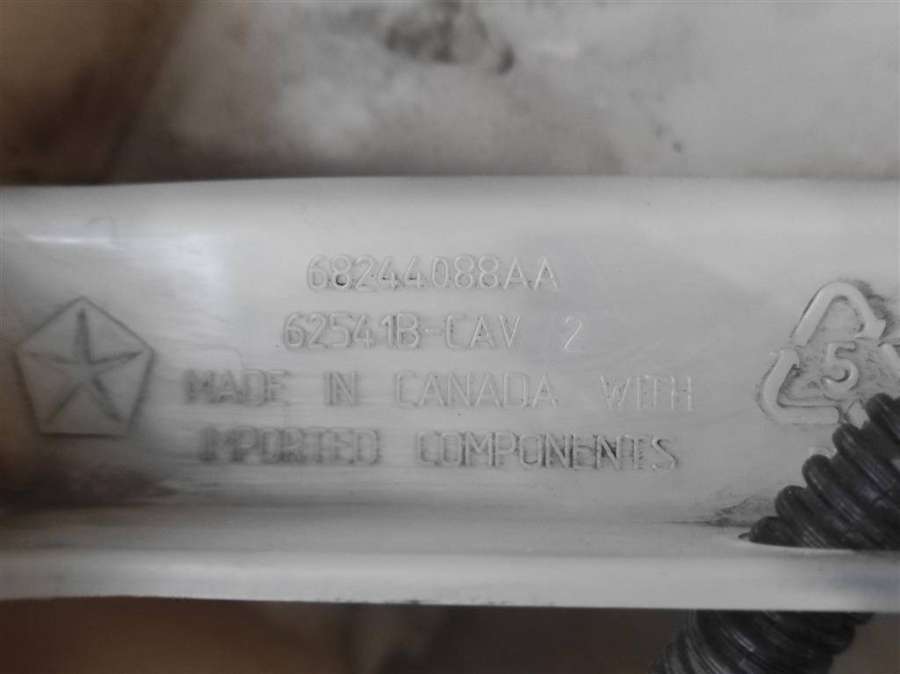 68244088AA
62541B-CAV 2
MADE IN CANADA WITH
IMPORTED COMPONENTS
5